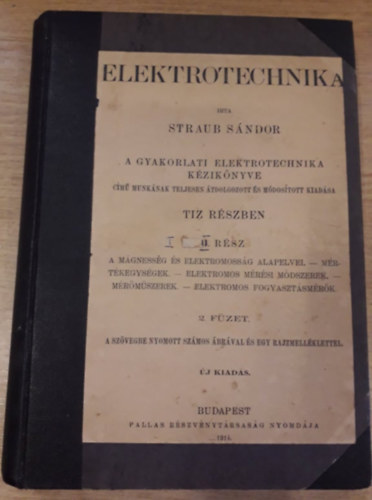 ELEKTROTECHNIKA
IRTA
STRAUB SÁNDOR
A GYAKORLATI ELEKTROTECHNIKA
KÉZIKÖNYVE
CÍMŰ MUNKÁNAK TELJESEN ÁTDOLGOZOTT ÉS MÓDOSÍTOTT KIADÁSA
TIZ RÉSZBEN
I II. RÉSZ
A MÁGNESSÉG ÉS ELEKTROMOSSÁG ALAPELVEI. — MÉR-
TÉKEGYSÉGEK. — ELEKTROMOS MÉRÉSI MÓDSZEREK. —
MÉRŐMŰSZEREK. — ELEKTROMOS FOGYASZTÁSMÉRŐK.
2. FÜZET.
A SZÖVEGBE NYOMOTT SZÁMOS ÁBRÁVAL ÉS EGY RAJZMELLÉKLETTEL.
ÚJ KIADÁS.
BUDAPEST
PALLAS RÉSZVÉNYTÁRSASÁG NYOMDÁJA